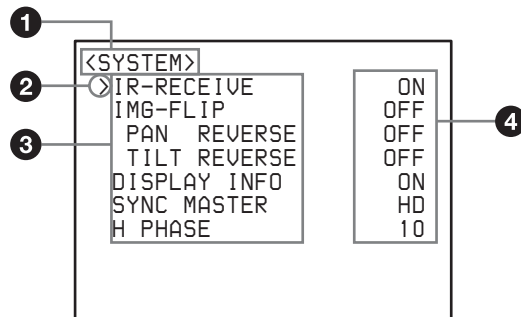 1
<SYSTEM>
2
>IR-RECEIVE ON
IMG-FLIP OFF
PAN REVERSE OFF
4
3
TILT REVERSE OFF
DISPLAY INFO ON
SYNC MASTER HD
H PHASE 10